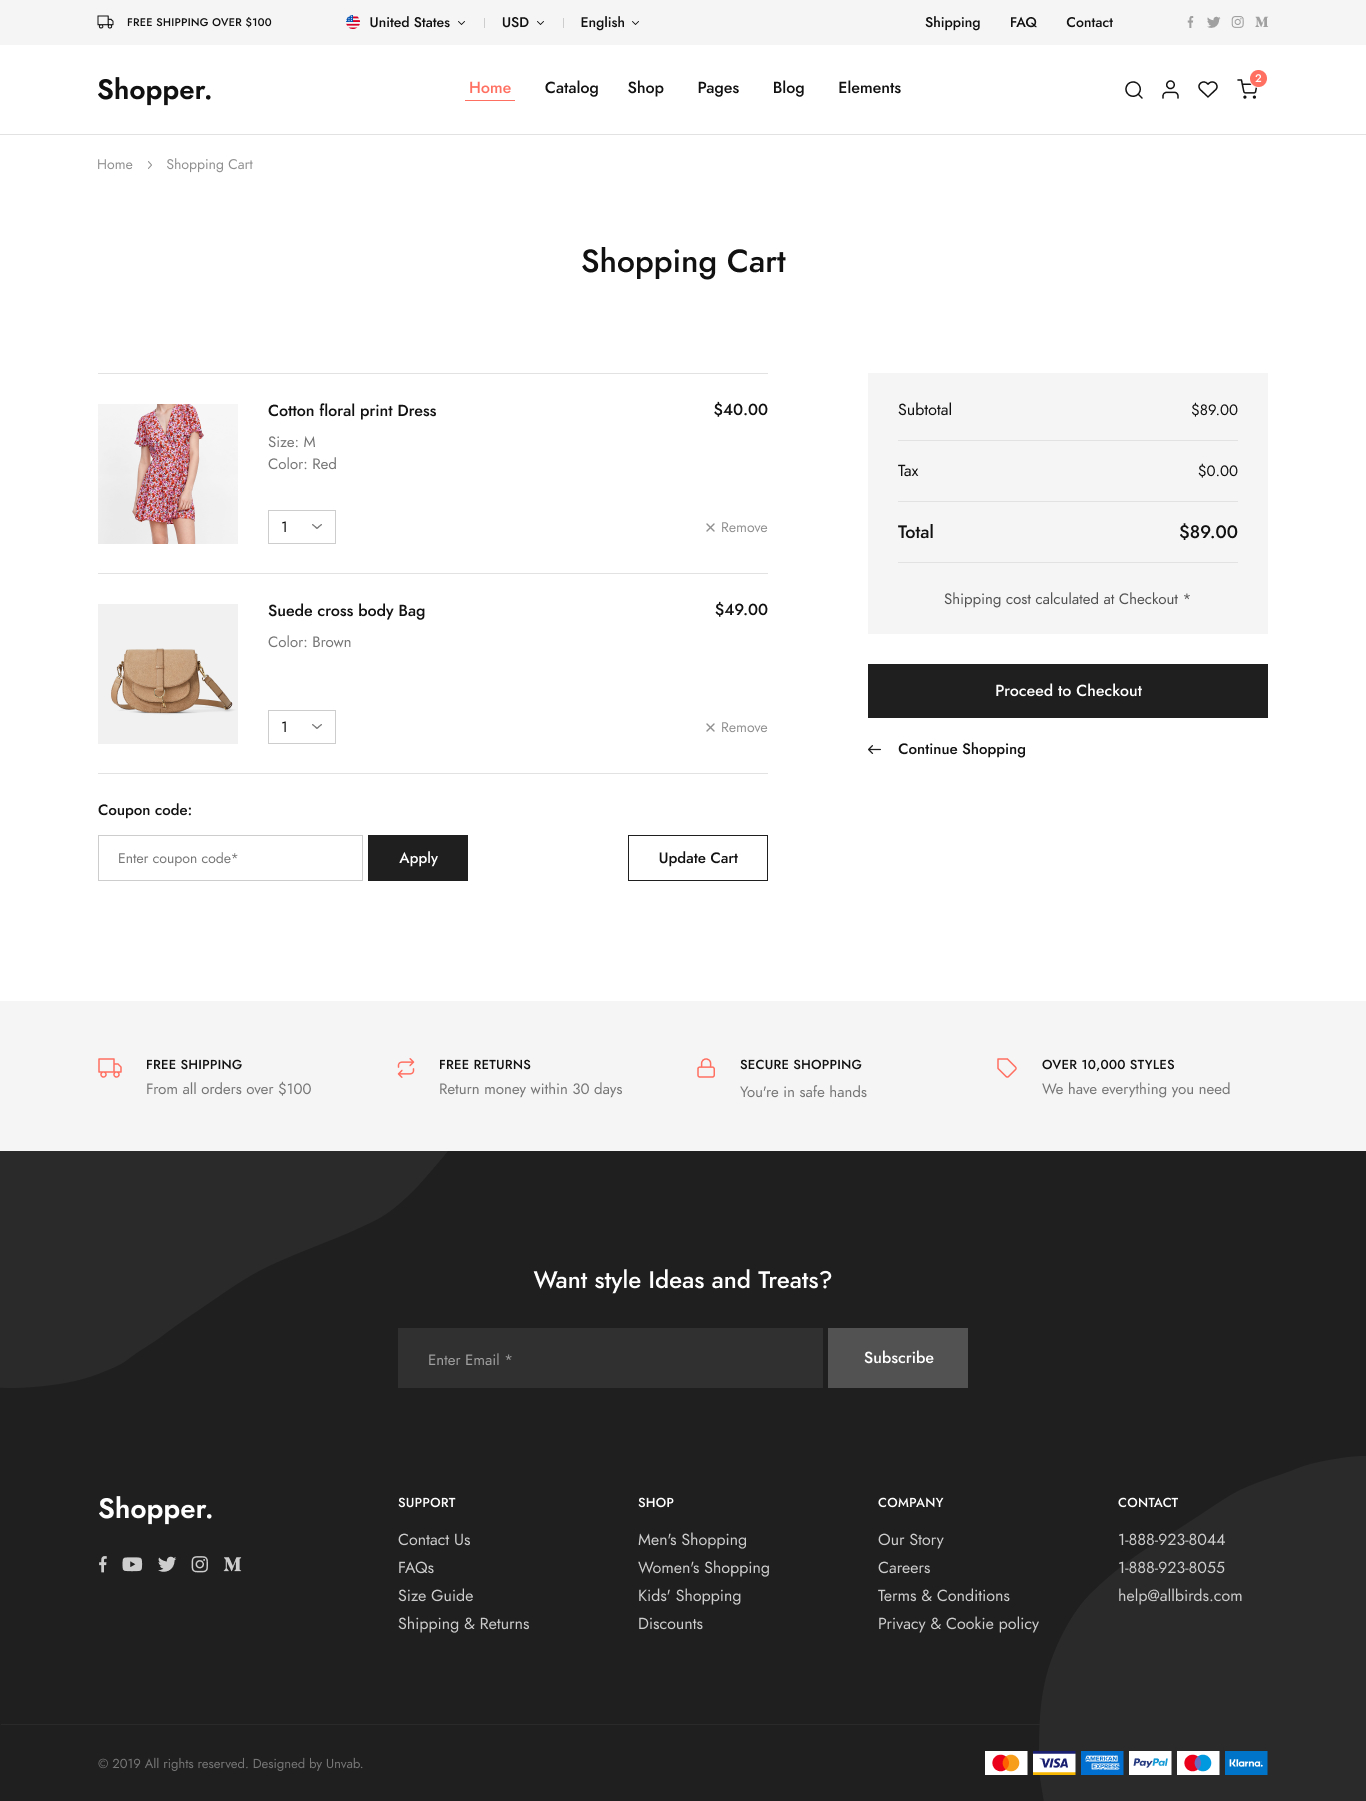 FREE SHIPPING OVER $100
United States
USD
English
Shipping
FAQ
Contact
Shopper.
Home
Catalog
Shop
Pages
Blog
Elements
2
Home
Shopping Cart
Shopping Cart
Cotton floral print Dress
$40.00
Size: M
Color: Red
1
Remove
Suede cross body Bag
$49.00
Color: Brown
1
Remove
Coupon code:
Enter coupon code*
Apply
Update Cart
Subtotal
$89.00
Tax
$0.00
Total
$89.00
Shipping cost calculated at Checkout *
Proceed to Checkout
Continue Shopping
FREE SHIPPING
From all orders over $100
FREE RETURNS
Return money within 30 days
SECURE SHOPPING
You're in safe hands
OVER 10,000 STYLES
We have everything you need
Want style Ideas and Treats?
Enter Email *
Subscribe
Shopper.
SUPPORT
Contact Us
FAQs
Size Guide
Shipping & Returns
SHOP
Men's Shopping
Women's Shopping
Kids' Shopping
Discounts
COMPANY
Our Story
Careers
Terms & Conditions
Privacy & Cookie policy
CONTACT
1-888-923-8044
1-888-923-8055
help@allbirds.com
© 2019 All rights reserved. Designed by Unvab.
VISA
AMERICAN EXPRESS
PayPal
Klarna.